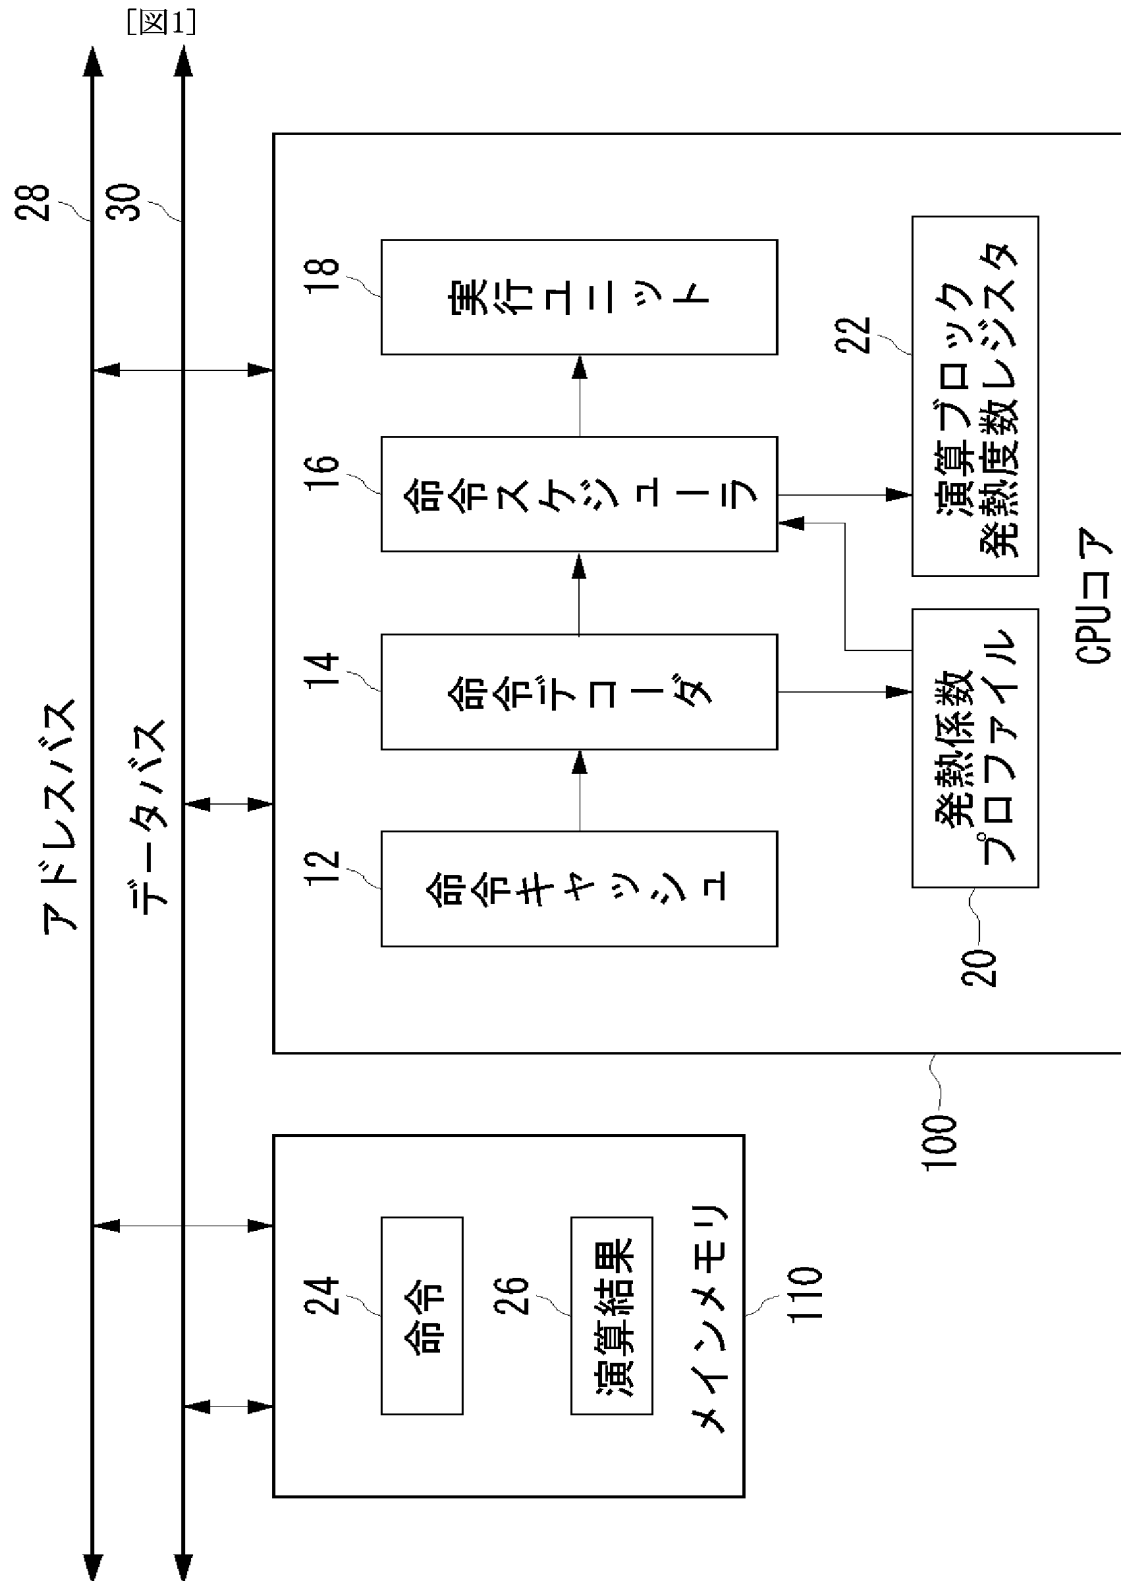 [図1]
アドレスバス
28
データバス
30
24
命令
26
演算結果
メインメモリ
110
12
命令キャッシュ
14
命令デコーダ
16
命令スケジューラ
18
実行ユニット
20
発熱係数
プロファイル
22
演算ブロック
発熱度数レジスタ
CPUコア
100